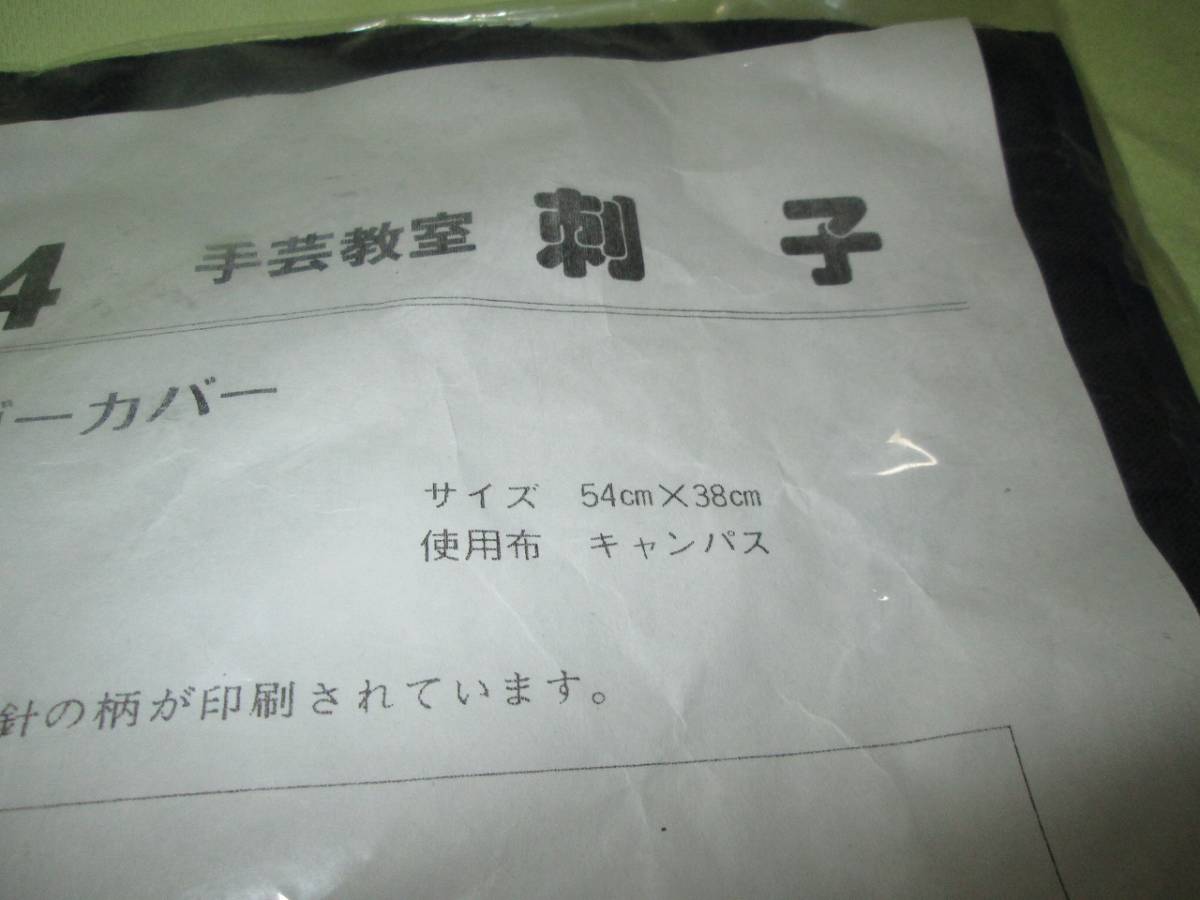 4 手芸教室 刺子
ーカバー
サイズ 54cm×38cm
使用布 キャンパス
針の柄が印刷されています。